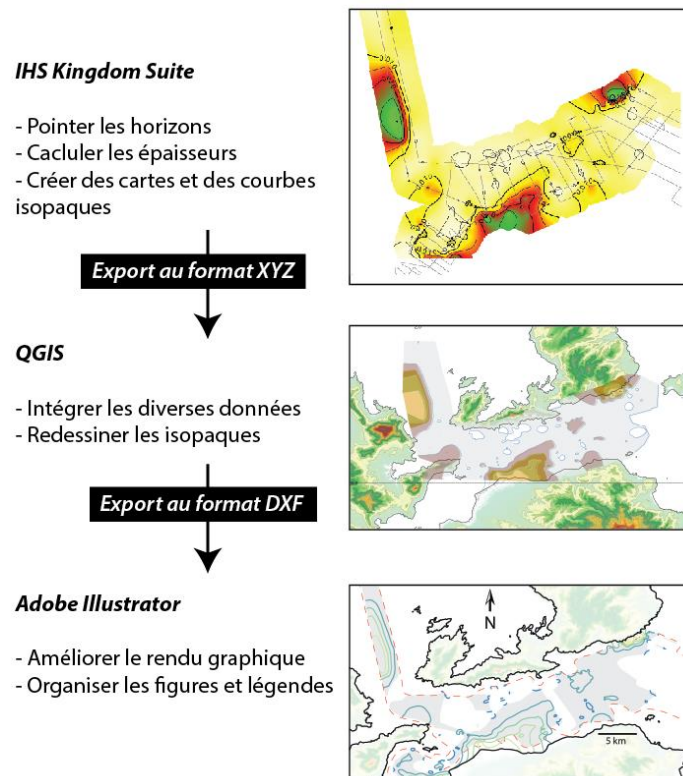 IHS Kingdom Suite
- Pointer les horizons
- Cacluler les épaisseurs
- Créer des cartes et des courbes
isopaques
Export au format XYZ
QGIS
- Intégrer les diverses données
- Redessiner les isopaques
Export au format DXF
Adobe Illustrator
- Améliorer le rendu graphique
- Organiser les figures et légendes
N
5 km